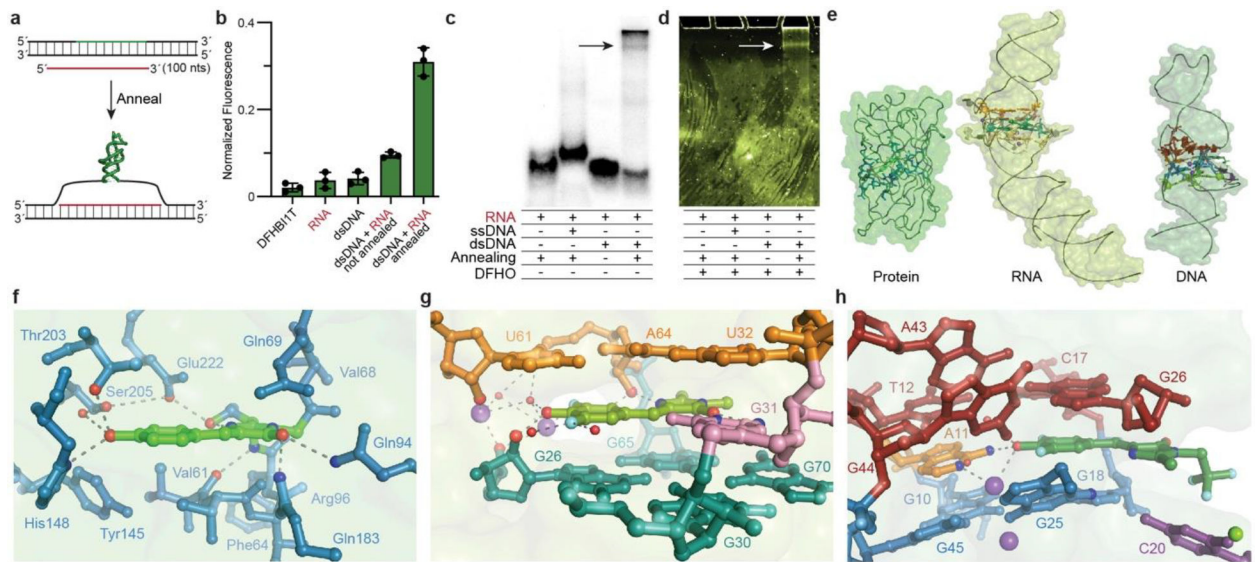 a
5´ 3´
3´ 5´
5´ 3´ (100 nts)
Anneal
5´ 3´
3´ 5´
b
Normalized Fluorescence
0.4
0.2
0
DFHBI1T
RNA
dsDNA
dsDNA + RNA
not annealed
dsDNA + RNA
annealed
c
RNA + + + +
ssDNA - + - -
dsDNA - - + +
Annealing + + - +
DFHO - - - -
d
+ + + +
- + - -
- - + +
+ + - +
+ + + +
e
Protein
RNA
DNA
f
Thr203
Glu222
Gln69
Ser205
Val68
Gln94
Val61
Arg96
His148
Tyr145
Phe64
Gln183
g
U61
A64
U32
G31
G26
G65
G70
G30
h
A43
C17
T12
G26
A11
G44
G10
G18
G25
G45
C20